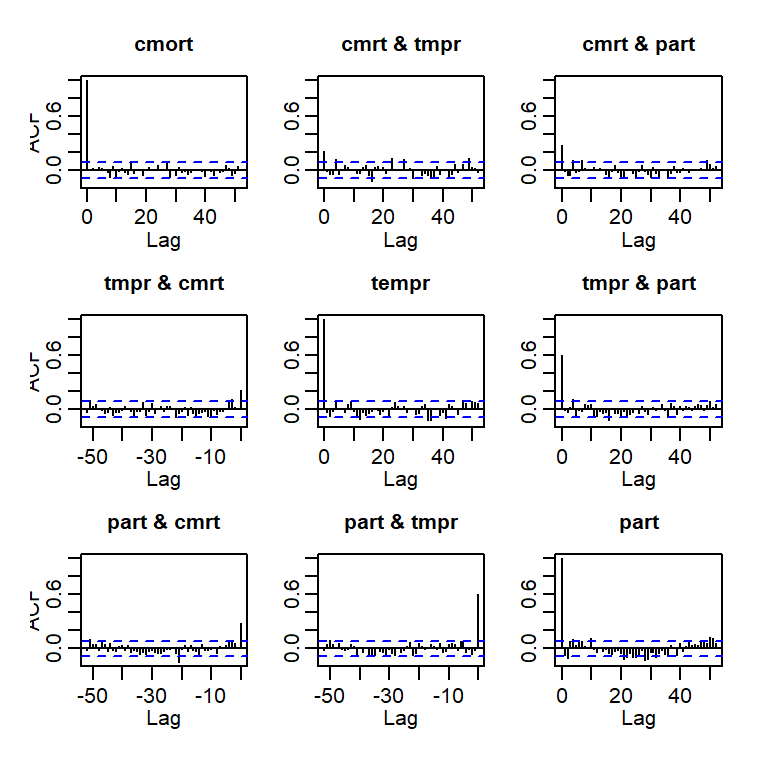 cmort
cmrt & tmpr
cmrt & part
ACF
0.0 0.6
0 20 40
Lag
0.0 0.6
0 20 40
Lag
0.0 0.6
0 20 40
Lag
tmpr & cmrt
tempr
tmpr & part
ACF
0.0 0.6
-50 -30 -10
Lag
0.0 0.6
0 20 40
Lag
0.0 0.6
0 20 40
Lag
part & cmrt
part & tmpr
part
ACF
0.0 0.6
-50 -30 -10
Lag
0.0 0.6
-50 -30 -10
Lag
0.0 0.6
0 20 40
Lag